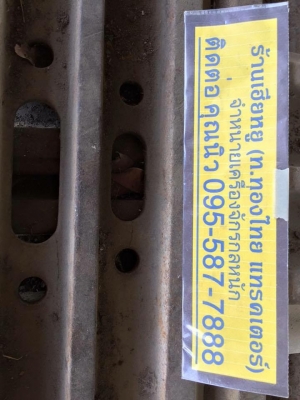 ร้านเฮียหยู (ท.ทองไทย แทรคเตอร์)
จำหน่ายเครื่องจักรกลหนัก
ติดต่อ คุณนิว 095-587-7888